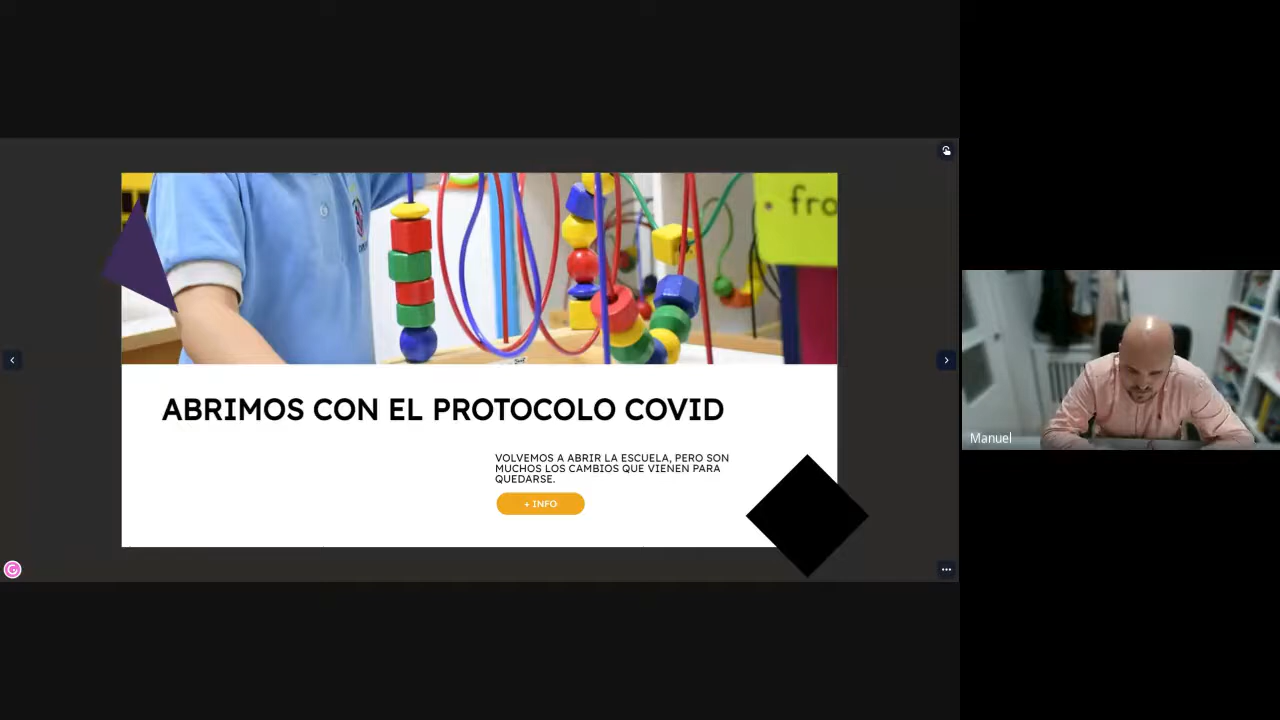 fro
ABRIMOS CON EL PROTOCOLO COVID
VOLVEMOS A ABRIR LA ESCUELA, PERO SON
MUCHOS LOS CAMBIOS QUE VIENEN PARA
QUEDARSE.
+ INFO
Manuel